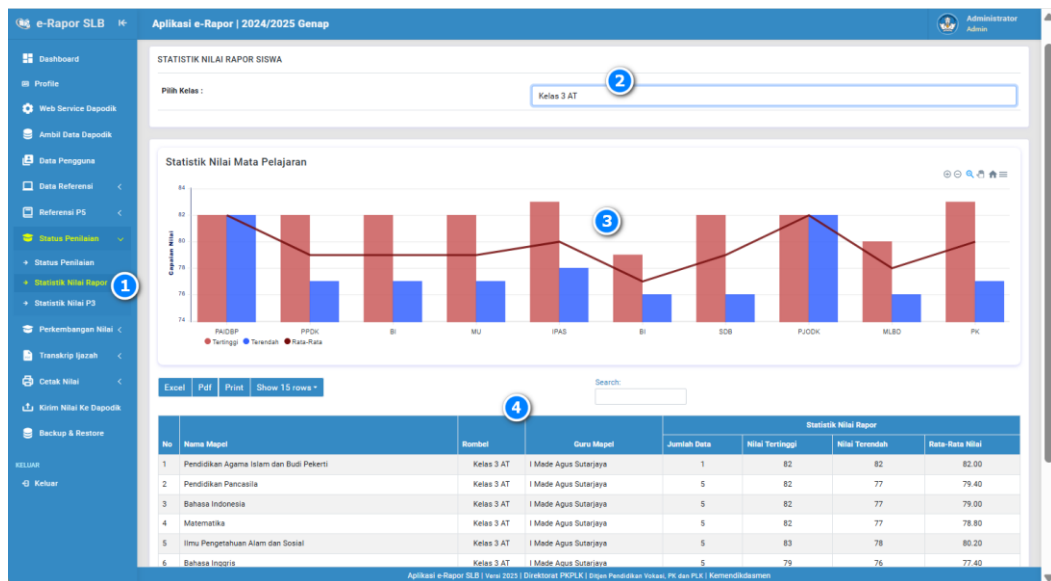 e-Rapor SLB
Aplikasi e-Rapor | 2024/2025 Genap
Administrator
Admin
Dashboard
Profile
Web Service Dapodik
Ambil Data Dapodik
Data Pengguna
Data Referensi
Referensi P5
Status Penilaian
Status Penilaian
Statistik Nilai Rapor
1
Statistik Nilai P3
Perkembangan Nilai
Transkrip Ijazah
Cetak Nilai
Kirim Nilai Ke Dapodik
Backup & Restore
KELUAR
Keluar
STATISTIK NILAI RAPOR SISWA
Pilih Kelas :
2
Kelas 3 AT
Statistik Nilai Mata Pelajaran
84
82
80
78
76
74
Capaian Nilai
3
PAIDBP PPDK BI MU IPAS BI SDB PJODK MLBD PK
Tertinggi Terendah Rata-Rata
Excel Pdf Print Show 15 rows
Search:
4
Statistik Nilai Rapor
No Nama Mapel Rombel Guru Mapel Jumlah Data Nilai Tertinggi Nilai Terendah Rata-Rata Nilai
1 Pendidikan Agama Islam dan Budi Pekerti Kelas 3 AT I Made Agus Sutarjaya 1 82 82 82.00
2 Pendidikan Pancasila Kelas 3 AT I Made Agus Sutarjaya 5 82 77 79.40
3 Bahasa Indonesia Kelas 3 AT I Made Agus Sutarjaya 5 82 77 79.00
4 Matematika Kelas 3 AT I Made Agus Sutarjaya 5 82 77 78.80
5 Ilmu Pengetahuan Alam dan Sosial Kelas 3 AT I Made Agus Sutarjaya 5 83 78 80.20
6 Bahasa Inggris Kelas 3 AT I Made Agus Sutarjaya 5 79 76 77.40
Aplikasi e-Rapor SLB | Versi 2023 | Direktorat PKPLK | Ditjen Pendidikan Vokasi, PK dan PLK | Kemendikdasmen